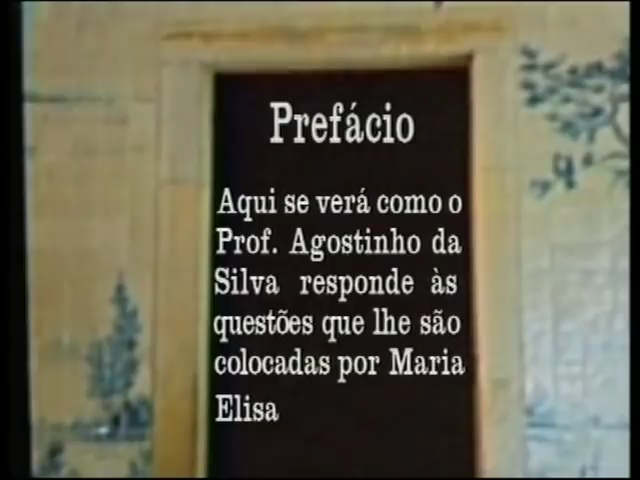 Prefácio
Aqui se verá como o
Prof. Agostinho da
Silva responde às
questões que lhe são
colocadas por Maria
Elisa